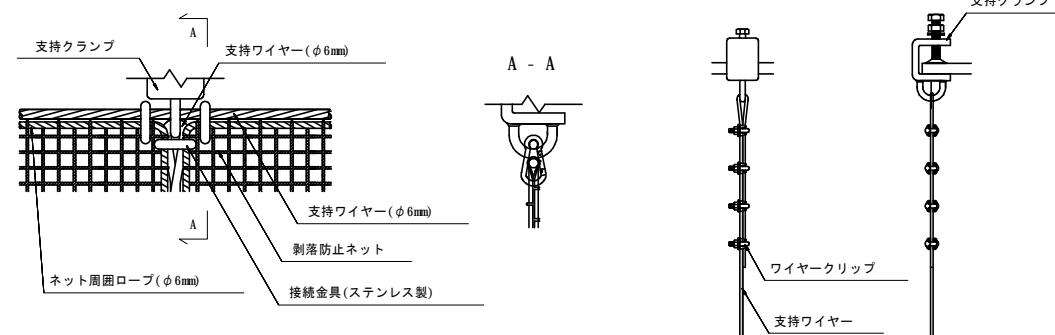 支持クランプ
A
支持ワイヤー(φ6mm)
A - A
A
支持ワイヤー(φ6mm)
剥落防止ネット
ネット周囲ロープ(φ6mm)
接続金具(ステンレス製)
支持クランプ
ワイヤークリップ
支持ワイヤー